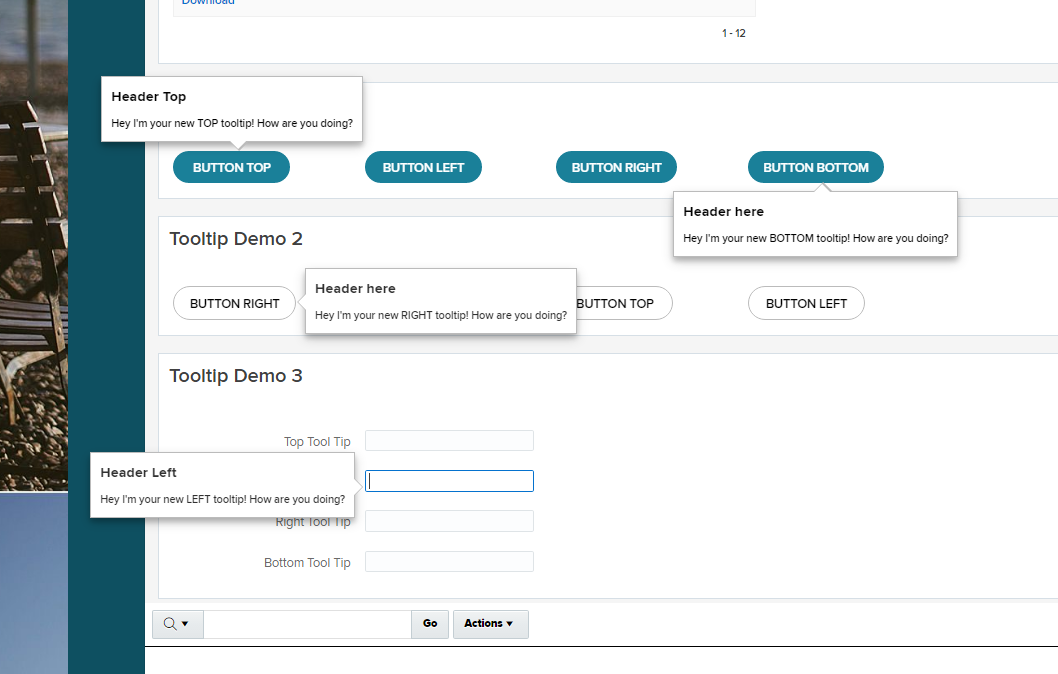 Download
1 - 12
Header Top
Hey I'm your new TOP tooltip! How are you doing?
BUTTON TOP
BUTTON LEFT
BUTTON RIGHT
BUTTON BOTTOM
Header here
Hey I'm your new BOTTOM tooltip! How are you doing?
Tooltip Demo 2
BUTTON RIGHT
Header here
Hey I'm your new RIGHT tooltip! How are you doing?
BUTTON TOP
BUTTON LEFT
Tooltip Demo 3
Top Tool Tip
Header Left
Hey I'm your new LEFT tooltip! How are you doing?
Right Tool Tip
Bottom Tool Tip
Go
Actions